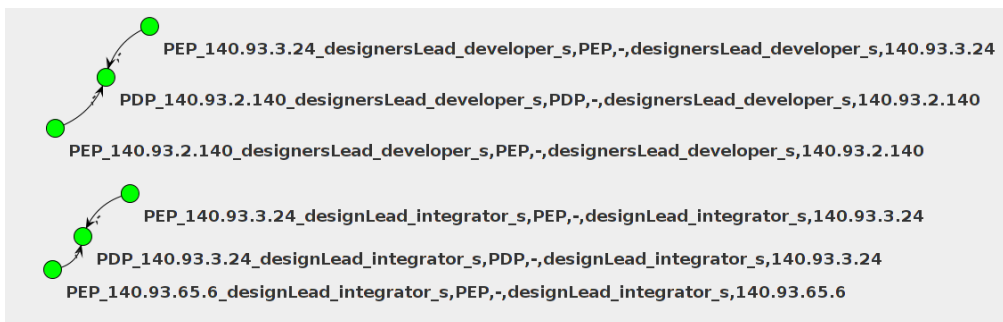 PEP_140.93.3.24_designersLead_developer_s,PEP,-,designersLead_developer_s,140.93.3.24
PDP_140.93.2.140_designersLead_developer_s,PDP,-,designersLead_developer_s,140.93.2.140
PEP_140.93.2.140_designersLead_developer_s,PEP,-,designersLead_developer_s,140.93.2.140
PEP_140.93.3.24_designLead_integrator_s,PEP,-,designLead_integrator_s,140.93.3.24
PDP_140.93.3.24_designLead_integrator_s,PDP,-,designLead_integrator_s,140.93.3.24
PEP_140.93.65.6_designLead_integrator_s,PEP,-,designLead_integrator_s,140.93.65.6